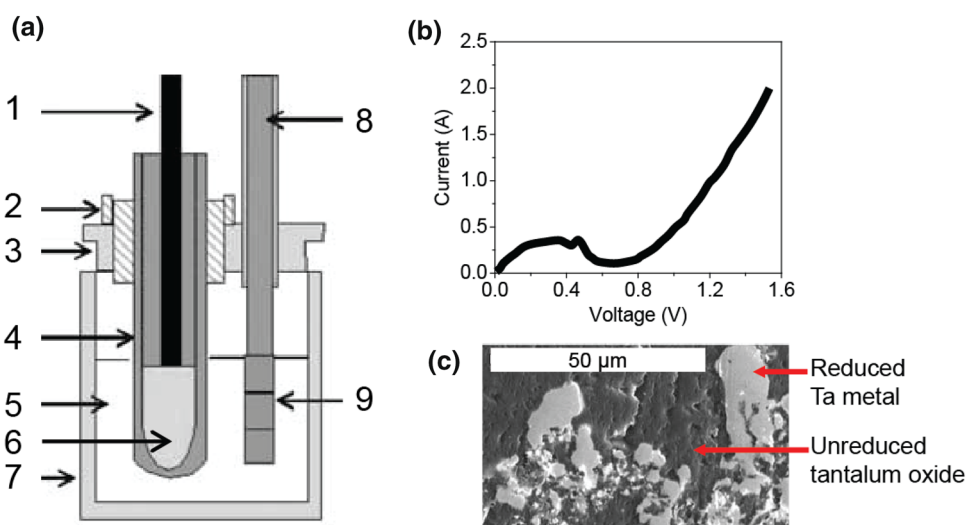 (a)
1
2
3
4
5
6
7
8
9
(b)
2.5
2.0
1.5
1.0
0.5
0.0
Current (A)
0.0 0.4 0.8 1.2 1.6
Voltage (V)
(c)
50 µm
Reduced
Ta metal
Unreduced
tantalum oxide